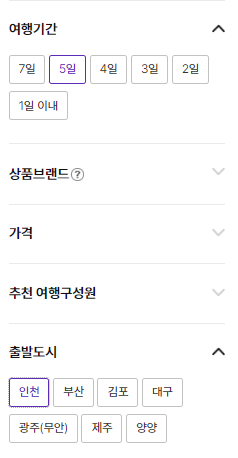 여행기간
7일 5일 4일 3일 2일
1일 이내
상품브랜드 ?
가격
추천 여행구성원
출발도시
인천 부산 김포 대구
광주(무안) 제주 양양